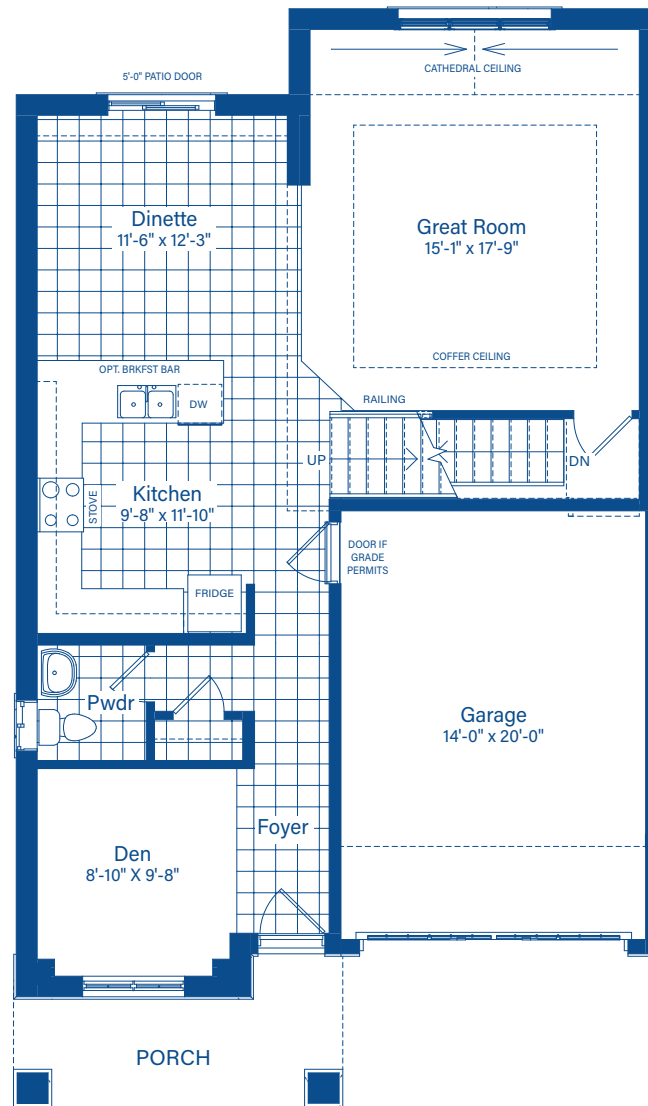 5'-0" PATIO DOOR
CATHEDRAL CEILING
Dinette
11'-6" x 12'-3"
Great Room
15'-1" x 17'-9"
COFFER CEILING
OPT. BRKFST BAR
DW
RAILING
UP
DN
Kitchen
9'-8" x 11'-10"
STOVE
DOOR IF
GRADE
PERMITS
FRIDGE
Pwdr
Garage
14'-0" x 20'-0"
Foyer
Den
8'-10" X 9'-8"
PORCH